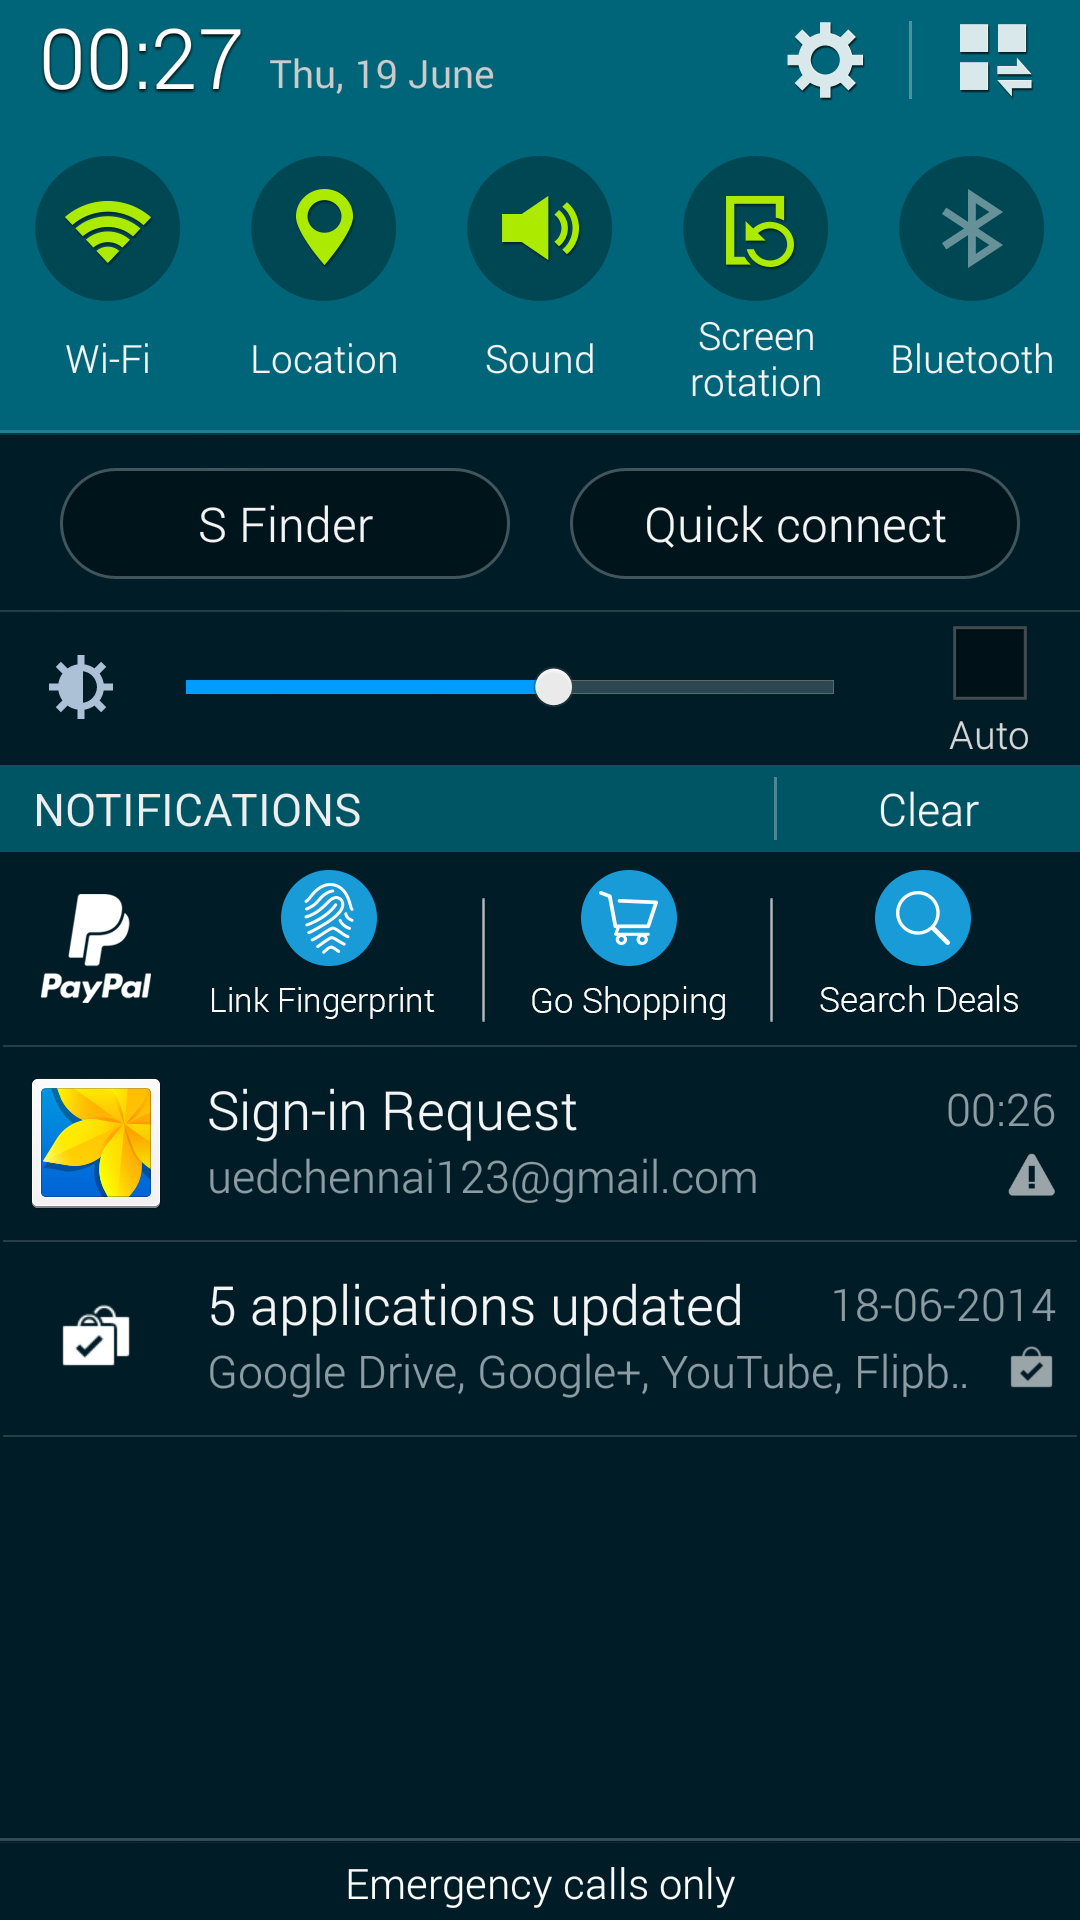 00:27 Thu, 19 June
Wi-Fi
Location
Sound
Screen
rotation
Bluetooth
S Finder
Quick connect
Auto
NOTIFICATIONS
Clear
PayPal
Link Fingerprint
Go Shopping
Search Deals
Sign-in Request
00:26
uedchennai123@gmail.com
5 applications updated
18-06-2014
Google Drive, Google+, YouTube, Flipb..
Emergency calls only